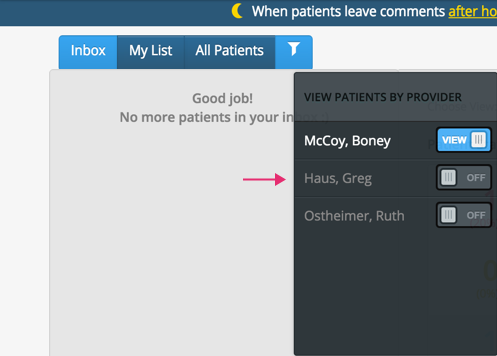 When patients leave comments after ho
Inbox
My List
All Patients
Good job!
No more patients in your inbox
VIEW PATIENTS BY PROVIDER
McCoy, Boney
VIEW
Haus, Greg
OFF
Ostheimer, Ruth
OFF